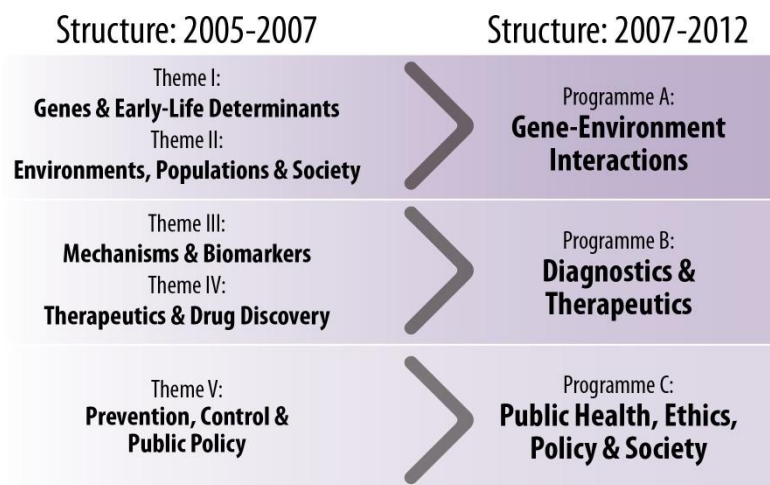 Structure: 2005-2007
Structure: 2007-2012
Theme I:
Genes & Early-Life Determinants
Theme II:
Environments, Populations & Society
Programme A:
Gene-Environment
Interactions
Theme III:
Mechanisms & Biomarkers
Theme IV:
Therapeutics & Drug Discovery
Programme B:
Diagnostics &
Therapeutics
Theme V:
Prevention, Control &
Public Policy
Programme C:
Public Health, Ethics,
Policy & Society